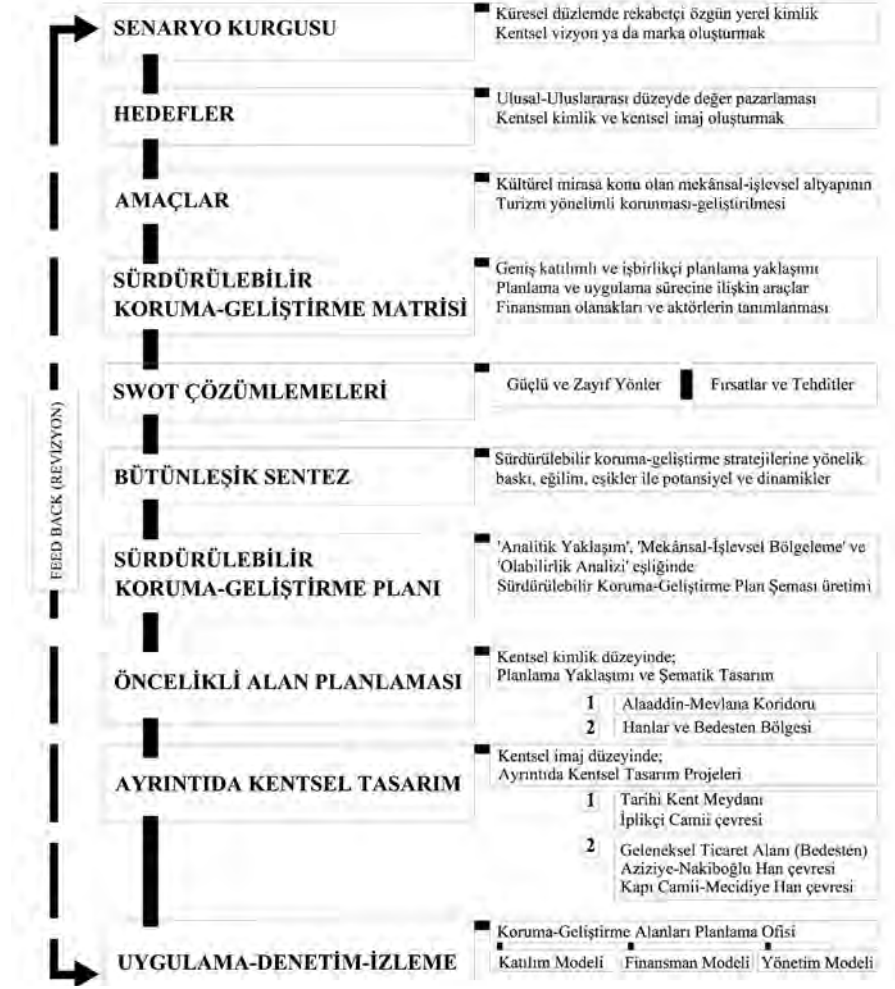 SENARYO KURGUSU
Küresel düzlemde rekabetçi özgün yerel kimlik
Kentsel vizyon ya da marka oluşturmak
HEDEFLER
Ulusal-Uluslararası düzeyde değer pazarlaması
Kentsel kimlik ve kentsel imaj oluşturmak
AMAÇLAR
Kültürel mirasa konu olan mekânsal-işlevsel altyapının
Turizm yönelimli korunması-geliştirilmesi
SÜRDÜRÜLEBİLİR
KORUMA-GELİŞTİRME MATRİSİ
Geniş katılımlı ve işbirlikçi planlama yaklaşımı
Planlama ve uygulama sürecine ilişkin araçlar
Finansman olanakları ve aktörlerin tanımlanması
SWOT ÇÖZÜMLEMELERİ
Güçlü ve Zayıf Yönler
Fırsatlar ve Tehditler
FEED BACK (REVIZYON)
BÜTÜNLEŞİK SENTEZ
Sürdürülebilir koruma-geliştirme stratejilerine yönelik
baskı, eğilim, eşikler ile potansiyel ve dinamikler
SÜRDÜRÜLEBİLİR
KORUMA-GELİŞTİRME PLANI
'Analitik Yaklaşım', 'Mekânsal-İşlevsel Bölgeleme' ve
'Olabilirlik Analizi' eşliğinde
Sürdürülebilir Koruma-Geliştirme Plan Şeması üretimi
ÖNCELİKLİ ALAN PLANLAMASI
Kentsel kimlik düzeyinde;
Planlama Yaklaşımı ve Şematik Tasarım
1 Alaaddin-Mevlana Koridoru
2 Hanlar ve Bedesten Bölgesi
AYRINTIDA KENTSEL TASARIM
Kentsel imaj düzeyinde;
Ayrıntıda Kentsel Tasarım Projeleri
1 Tarihi Kent Meydanı
İplikçi Camii çevresi
2 Geleneksel Ticaret Alanı (Bedesten)
Aziziye-Nakiboğlu Han çevresi
Kapı Camii-Mecidiye Han çevresi
UYGULAMA-DENETİM-İZLEME
Koruma-Geliştirme Alanları Planlama Ofisi
Katılım Modeli
Finansman Modeli
Yönetim Modeli